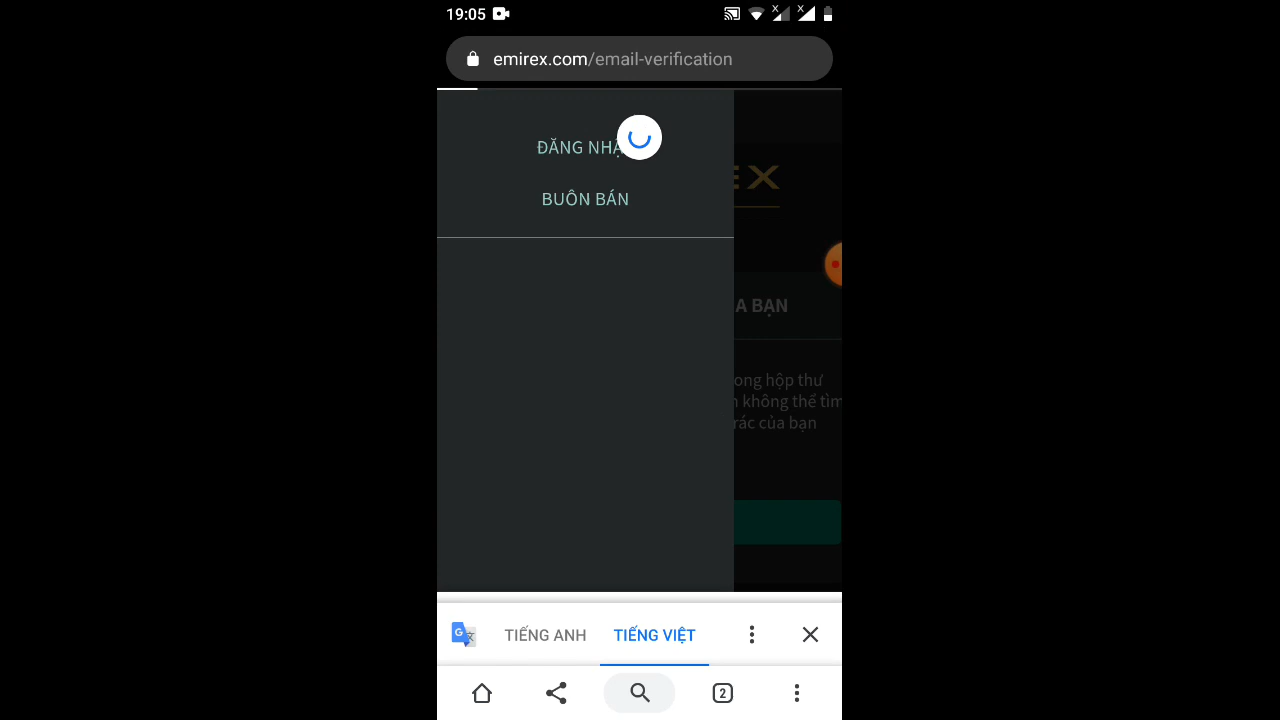 19:05
emirex.com/email-verification
ĐĂNG NHẬ
EX
BUÔN BÁN
A BẠN
ong hộp thư
không thể tìm
rác của bạn
TIẾNG ANH
TIẾNG VIỆT
2